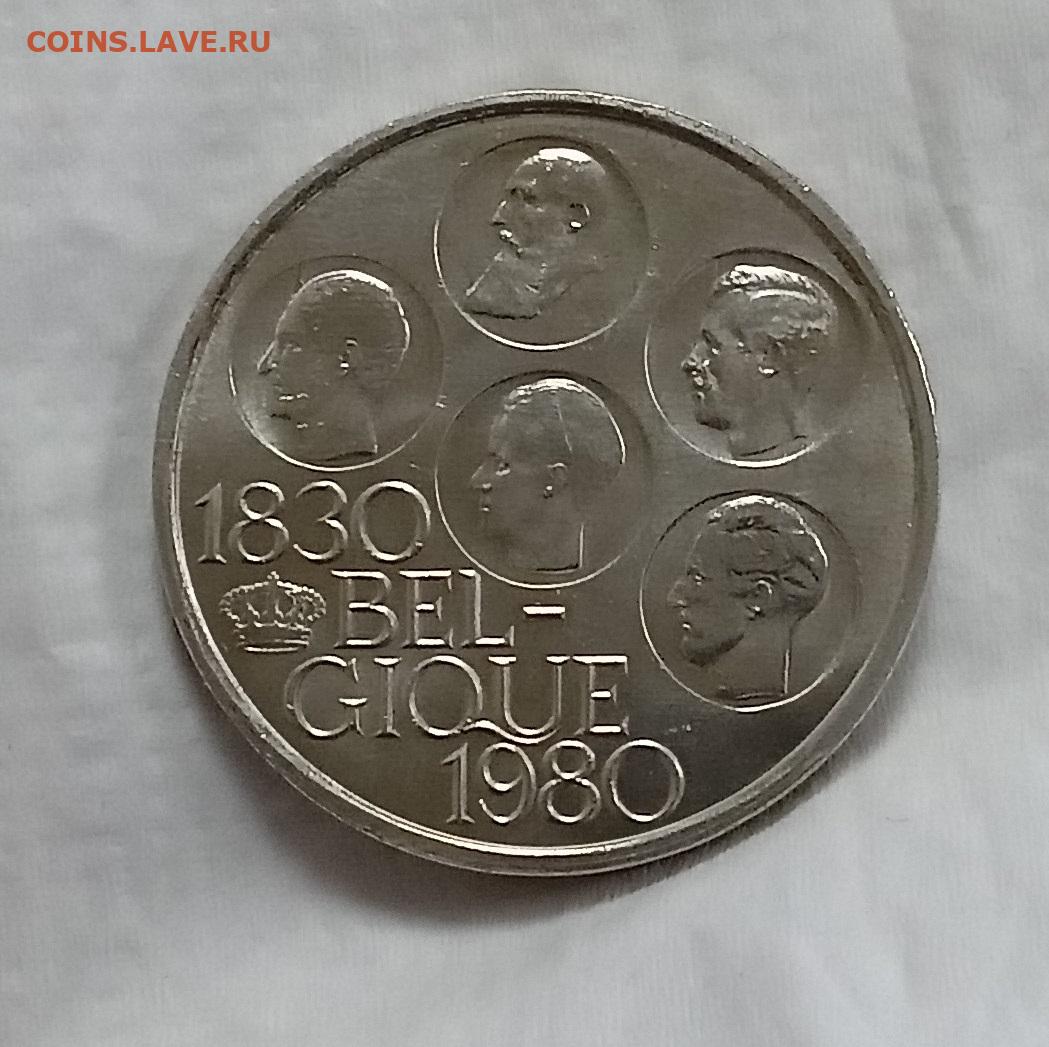 COINS.LAVE.RU
1830
BEL-
GIQUE
1980